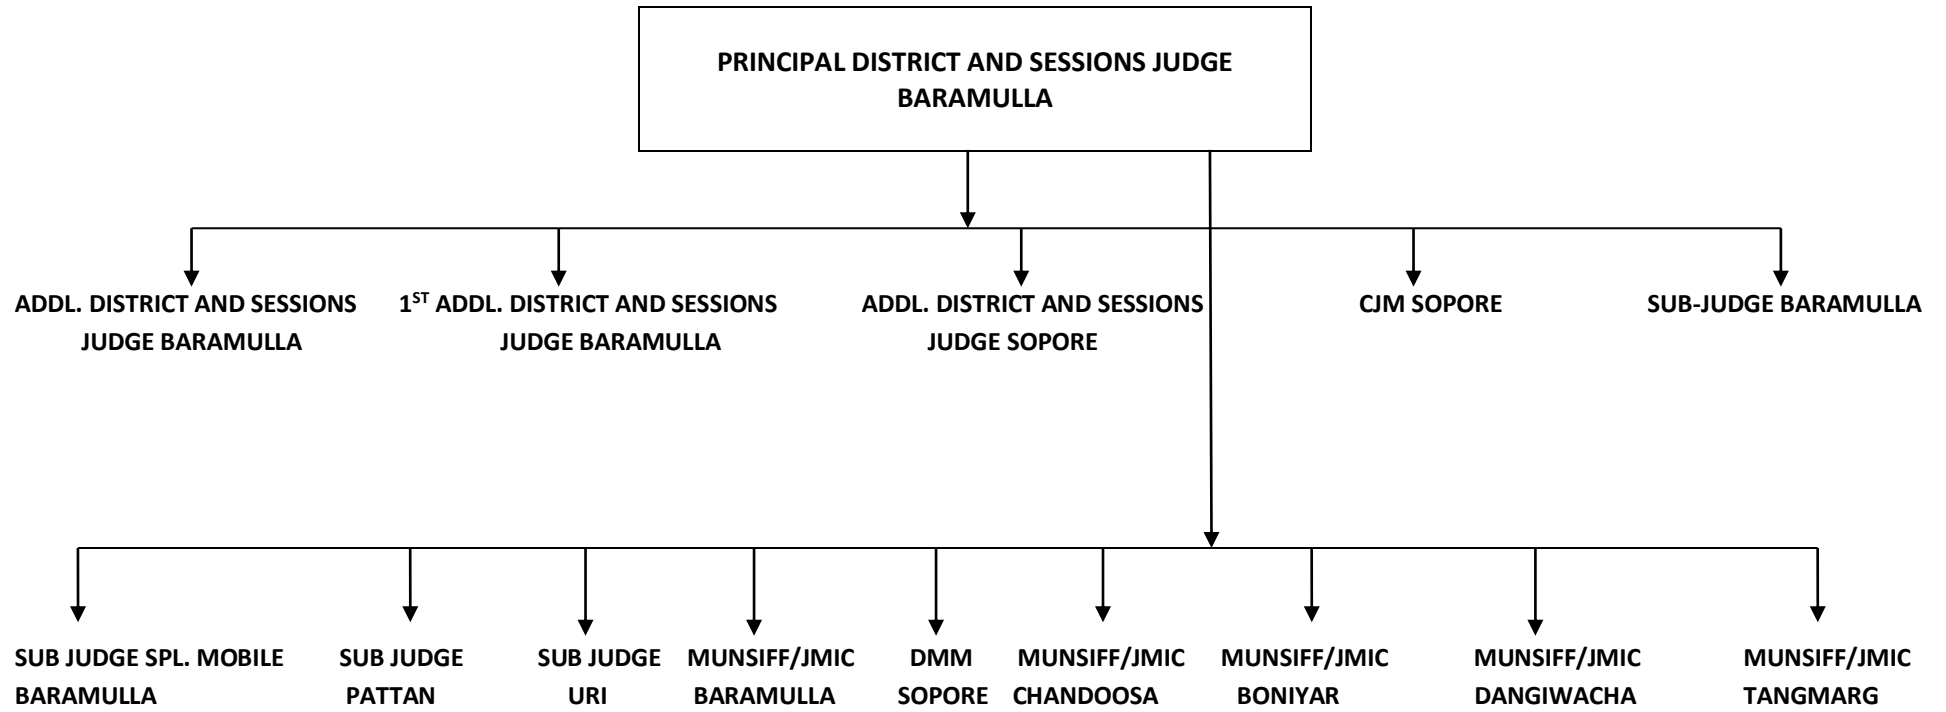 PRINCIPAL DISTRICT AND SESSIONS JUDGE
BARAMULLA
ADDL. DISTRICT AND SESSIONS
JUDGE BARAMULLA
1ST ADDL. DISTRICT AND SESSIONS
JUDGE BARAMULLA
ADDL. DISTRICT AND SESSIONS
JUDGE SOPORE
CJM SOPORE
SUB-JUDGE BARAMULLA
SUB JUDGE SPL. MOBILE
BARAMULLA
SUB JUDGE
PATTAN
SUB JUDGE
URI
MUNSIFF/JMIC
BARAMULLA
DMM
SOPORE
MUNSIFF/JMIC
CHANDOOSA
MUNSIFF/JMIC
BONIYAR
MUNSIFF/JMIC
DANGIWACHA
MUNSIFF/JMIC
TANGMARG